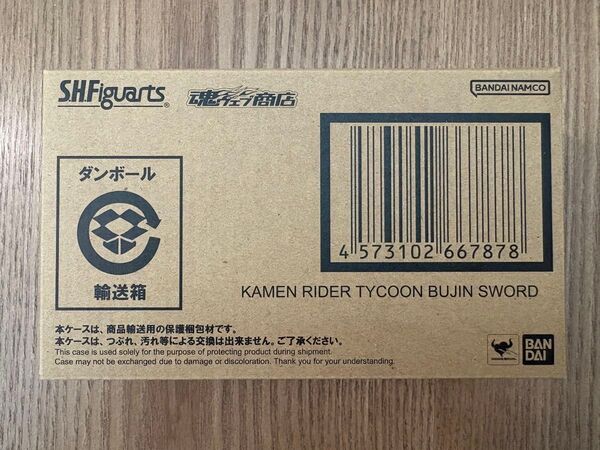 S.H.Figuarts®
魂ウェブ商店
BANDAI NAMCO
ダンボール
輸送箱
4 573102 667878
KAMEN RIDER TYCOON BUJIN SWORD
本ケースは、商品輸送用の保護梱包材です。
本ケースは、つぶれ、汚れ等による交換は出来ません。ご了承ください。
This case is used solely for the purpose of protecting product during shipment.
Case may not be exchanged due to damage or discoloration. Thank you for your understanding.
BAN
DAI